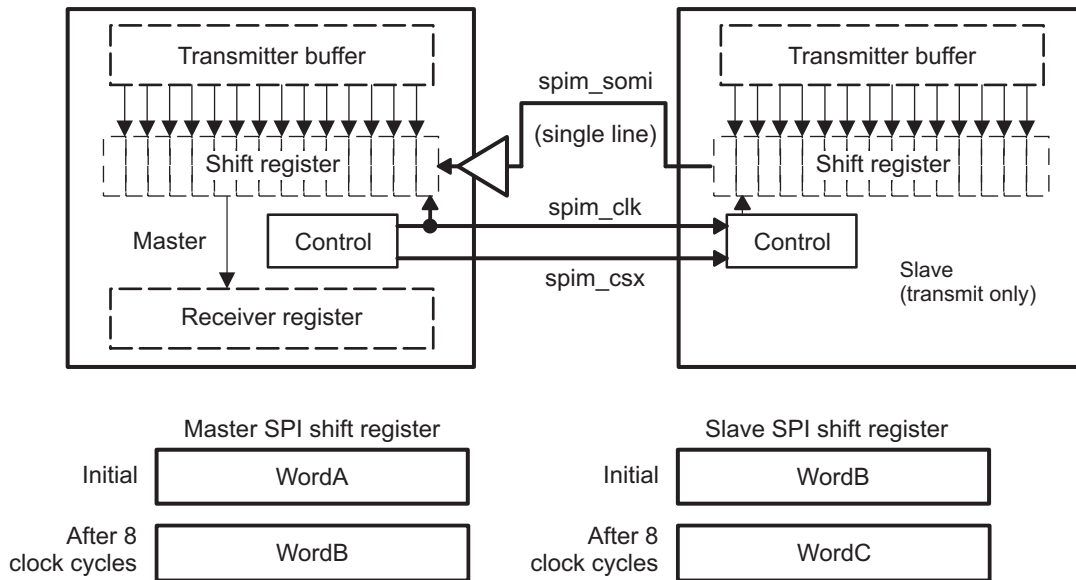 Transmitter buffer
Shift register
Master
Control
Receiver register
spim_somi
(single line)
spim_clk
spim_csx
Transmitter buffer
Shift register
Control
Slave
(transmit only)
Master SPI shift register
Slave SPI shift register
Initial
WordA
Initial
WordB
After 8
clock cycles
WordB
After 8
clock cycles
WordC